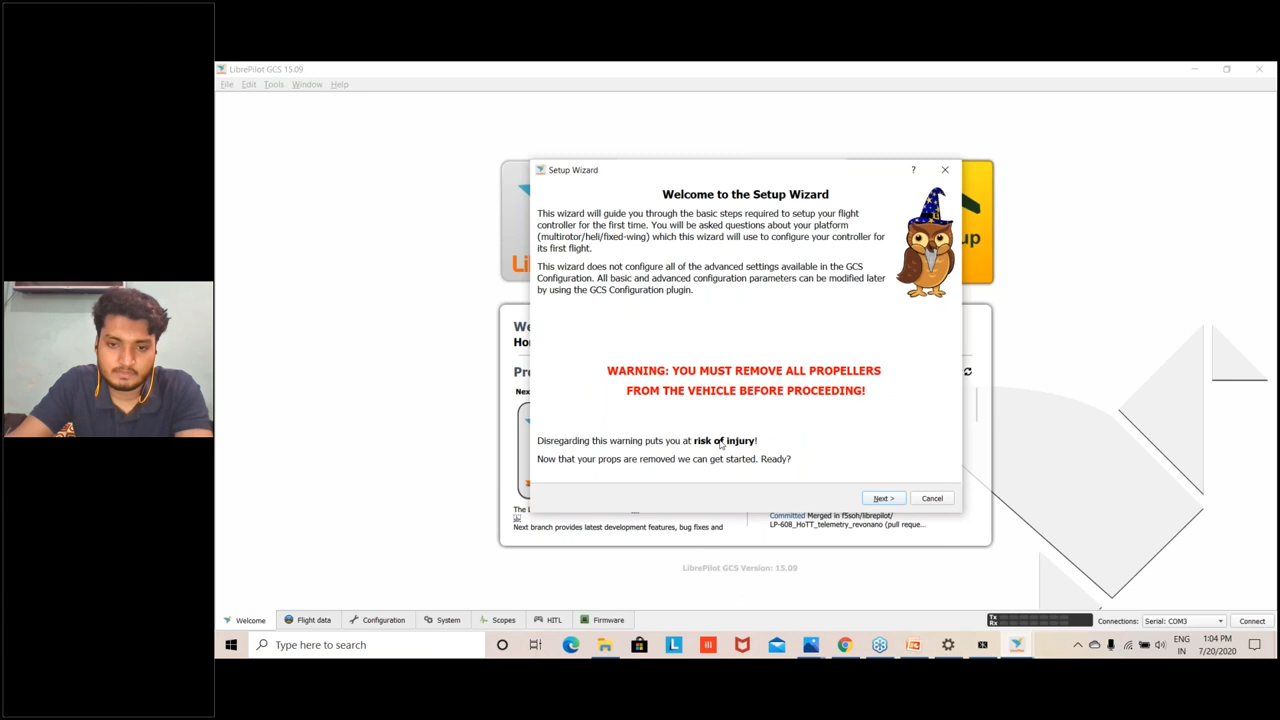 LibrePilot GCS 15.09
File Edit Tools Window Help
Setup Wizard
?
Welcome to the Setup Wizard
This wizard will guide you through the basic steps required to setup your flight
controller for the first time. You will be asked questions about your platform
(multirotor/heli/fixed-wing) which this wizard will use to configure your controller for
its first flight.
This wizard does not configure all of the advanced settings available in the GCS
Configuration. All basic and advanced configuration parameters can be modified later
by using the GCS Configuration plugin.
WARNING: YOU MUST REMOVE ALL PROPELLERS
FROM THE VEHICLE BEFORE PROCEEDING!
Disregarding this warning puts you at risk of injury!
Now that your props are removed we can get started. Ready?
Next > Cancel
Li
up
We
Ho
Pr
Nex
The l
Next branch provides latest development features, bug fixes and
Committed Merged in f5soh/librepilot/
LP-608_HoTT_telemetry_revonano (pull reque...
LibrePilot GCS Version: 15.09
Welcome Flight data Configuration System Scopes HITL Firmware
Tx
Rx
Connections: Serial: COM3 Connect
Type here to search
L
ENG
IN
1:04 PM
7/20/2020